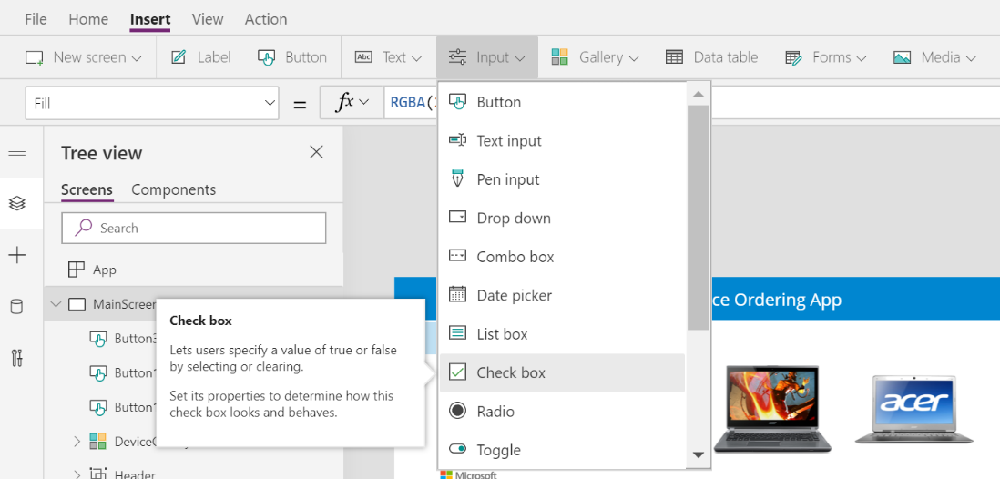 File Home Insert View Action
New screen Label Button Abc Text Input Gallery Data table Forms Media
Fill = fx RGBA(
Button
Text input
Pen input
Drop down
Combo box
Date picker
List box
Check box
Radio
Toggle
Tree view
Screens Components
Search
App
MainScreen
Button3
Button1
Button1
Header
Check box
Lets users specify a value of true or false
by selecting or clearing.
Set its properties to determine how this
check box looks and behaves.
ce Ordering App
acer
Microsoft